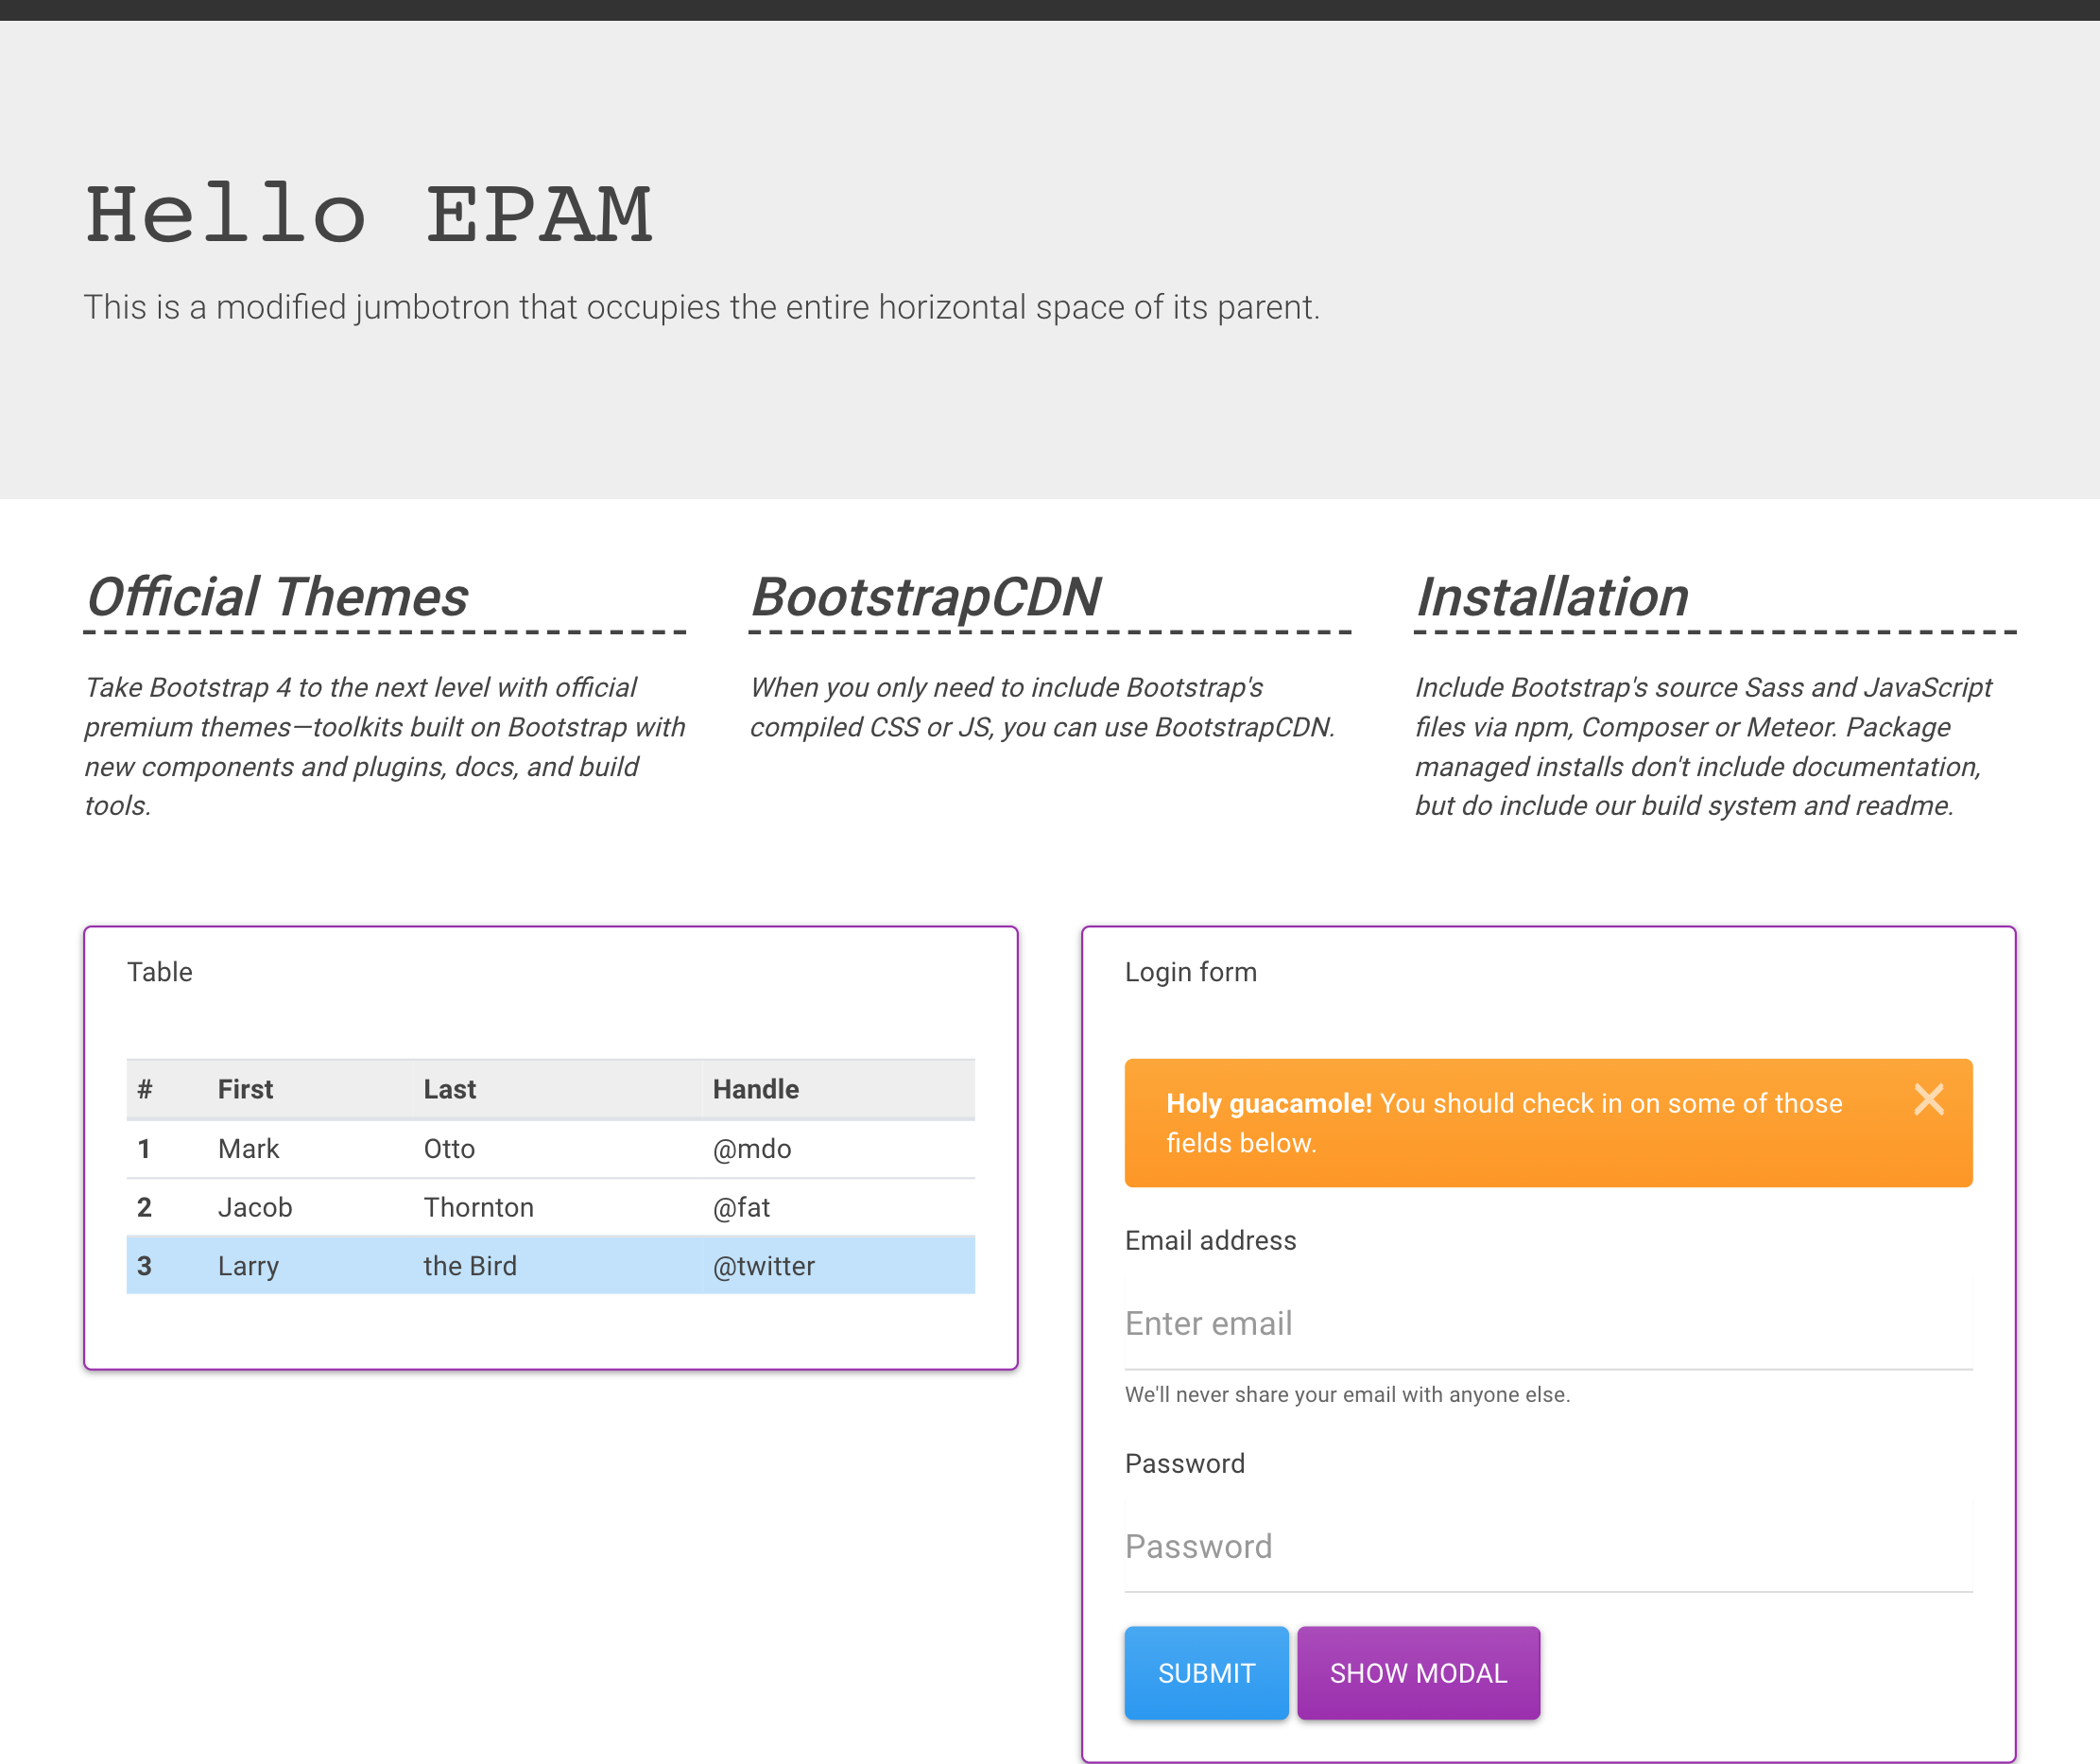 Hello EPAM
This is a modified jumbotron that occupies the entire horizontal space of its parent.
Official Themes
Take Bootstrap 4 to the next level with official
premium themes—toolkits built on Bootstrap with
new components and plugins, docs, and build
tools.
BootstrapCDN
When you only need to include Bootstrap's
compiled CSS or JS, you can use BootstrapCDN.
Installation
Include Bootstrap's source Sass and JavaScript
files via npm, Composer or Meteor. Package
managed installs don't include documentation,
but do include our build system and readme.
Table
# First Last Handle
1 Mark Otto @mdo
2 Jacob Thornton @fat
3 Larry the Bird @twitter
Login form
Holy guacamole! You should check in on some of those
fields below.
Email address
Enter email
We'll never share your email with anyone else.
Password
Password
SUBMIT SHOW MODAL